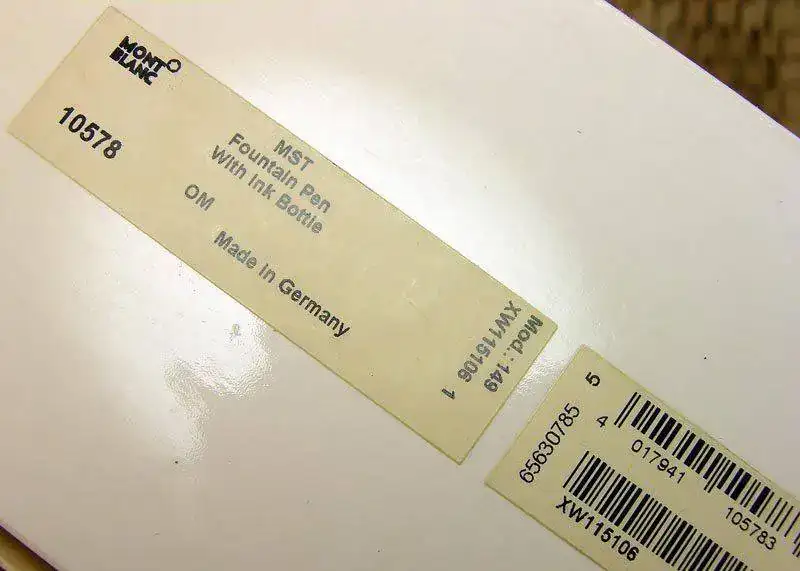 MONT
BLANC
10578
MST
Fountain Pen
With Ink Bottle
OM
Made in Germany
Mod.: 149
XW115106 1
65630785 5
4 017941 105783
XW115106